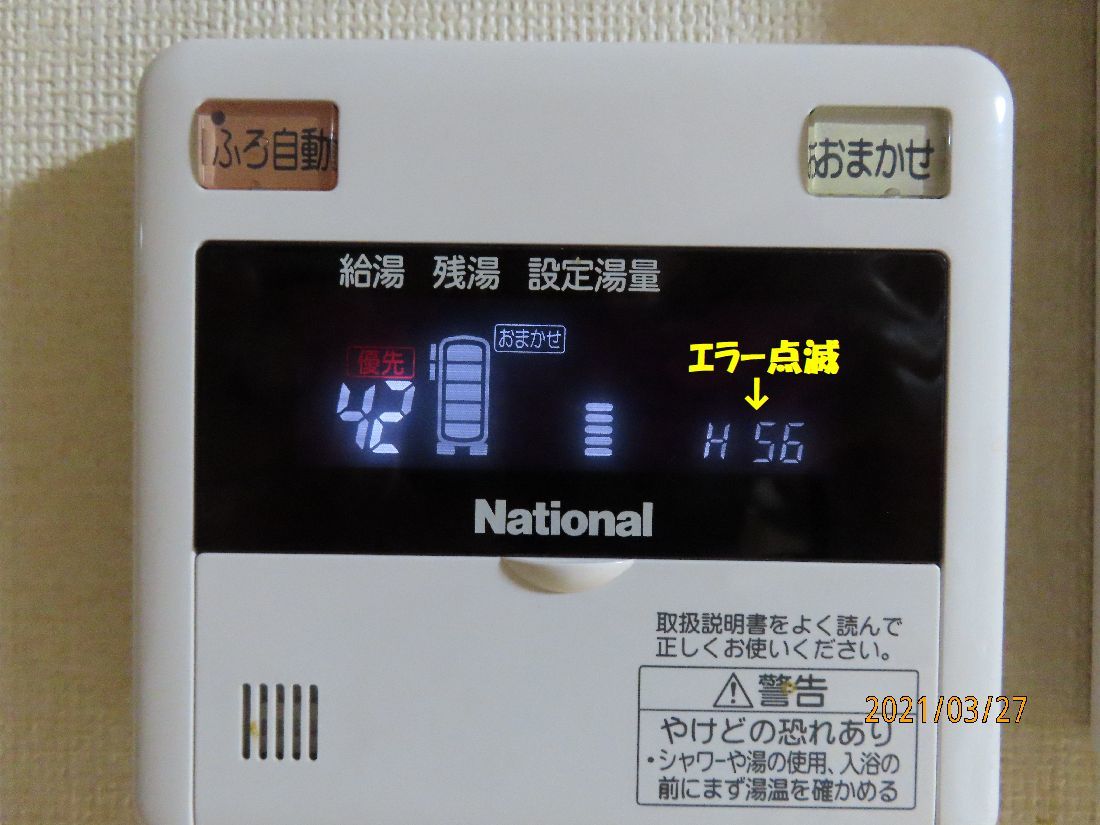 ふろ自動
おまかせ
給湯 残湯 設定湯量
おまかせ
優先
エラー点滅
↓
42
H 56
National
取扱説明書をよく読んで
正しくお使いください。
⚠警告
やけどの恐れあり
・シャワーや湯の使用、入浴の
前にまず湯温を確かめる
2021/03/27